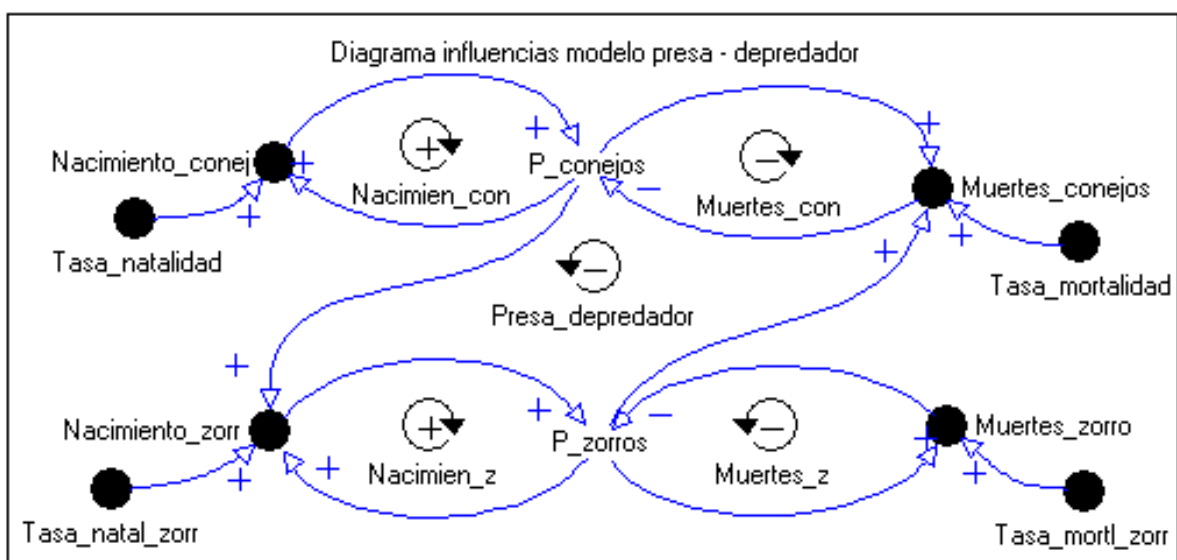 Diagrama influencias modelo presa - depredador
+
+
Nacimiento_conej
+
+
P_conejos
−
Muertes_conejos
Nacimien_con
−
Muertes_con
+
+
+
Tasa_natalidad
−
Tasa_mortalidad
Presa_depredador
+
Nacimiento_zorr
+
+
P_zorros
−
−
+
Muertes_zorro
Nacimien_z
Muertes_z
+
+
+
Tasa_natal_zorr
Tasa_mortl_zorr